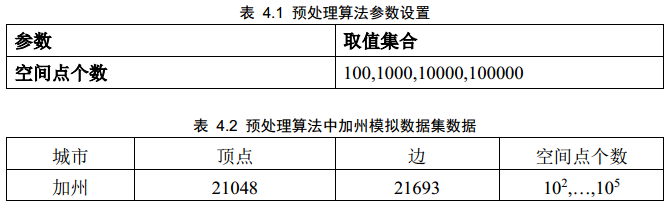 表 4.1 预处理算法参数设置
参数 取值集合
空间点个数 100,1000,10000,100000
表 4.2 预处理算法中加州模拟数据集数据
城市 顶点 边 空间点个数
加州 21048 21693 10²,…,10⁵